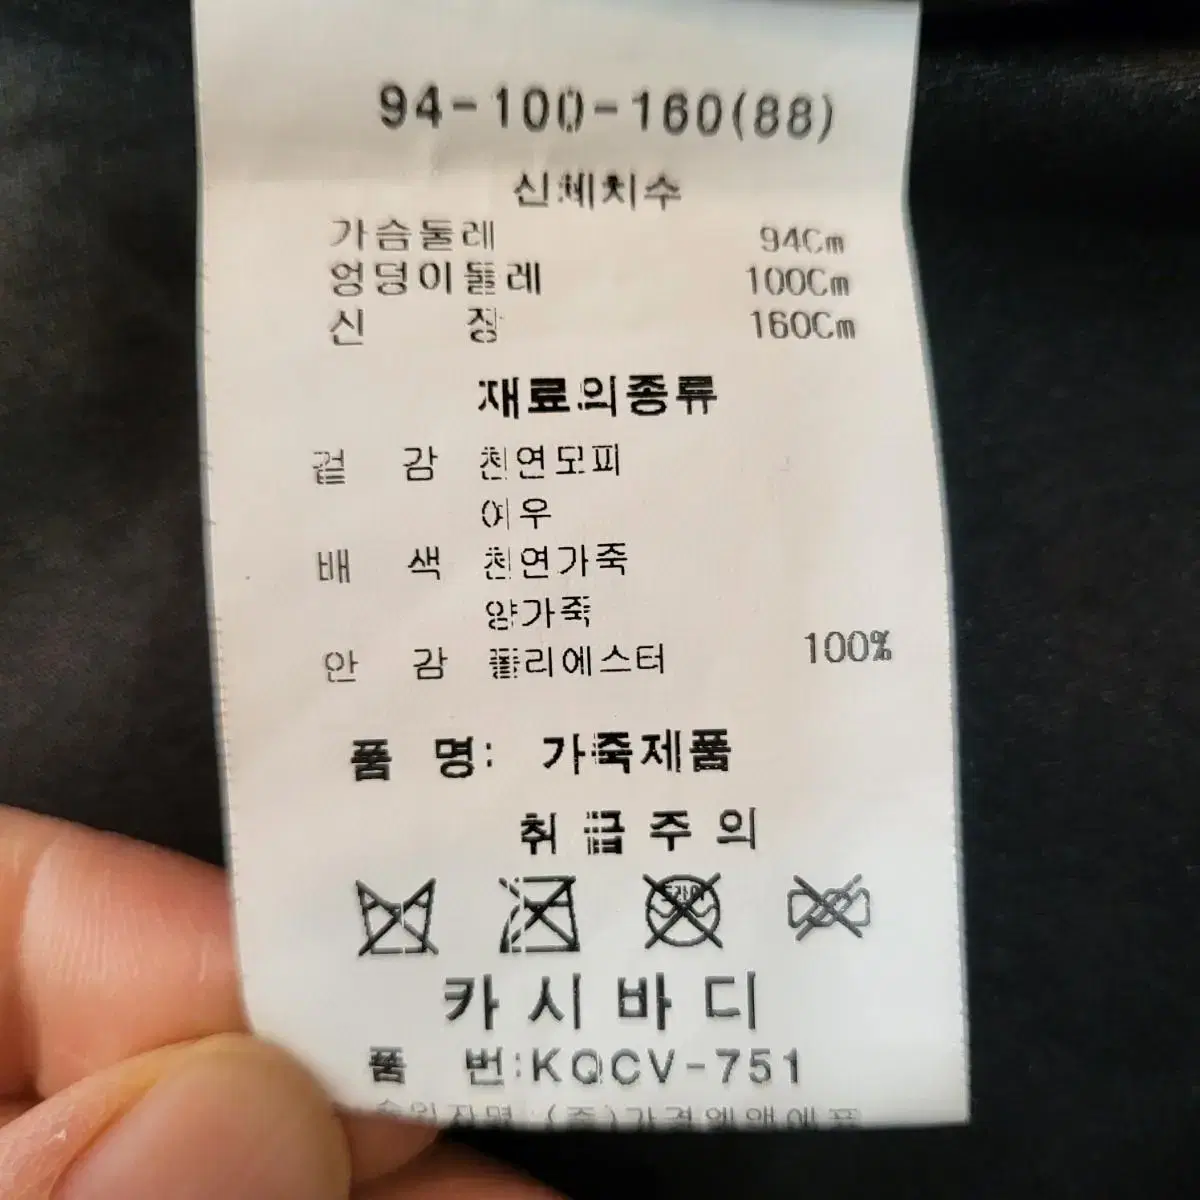 94-100-160(88)
신체치수
가슴둘레 94Cm
엉덩이둘레 100Cm
신 장 160Cm
재료의종류
겉 감 천연모피
여우
배 색 천연가죽
양가죽
안 감 폴리에스터 100%
품 명: 가죽제품
취급주의
드라이
카시바디
품 번:KQCV-751